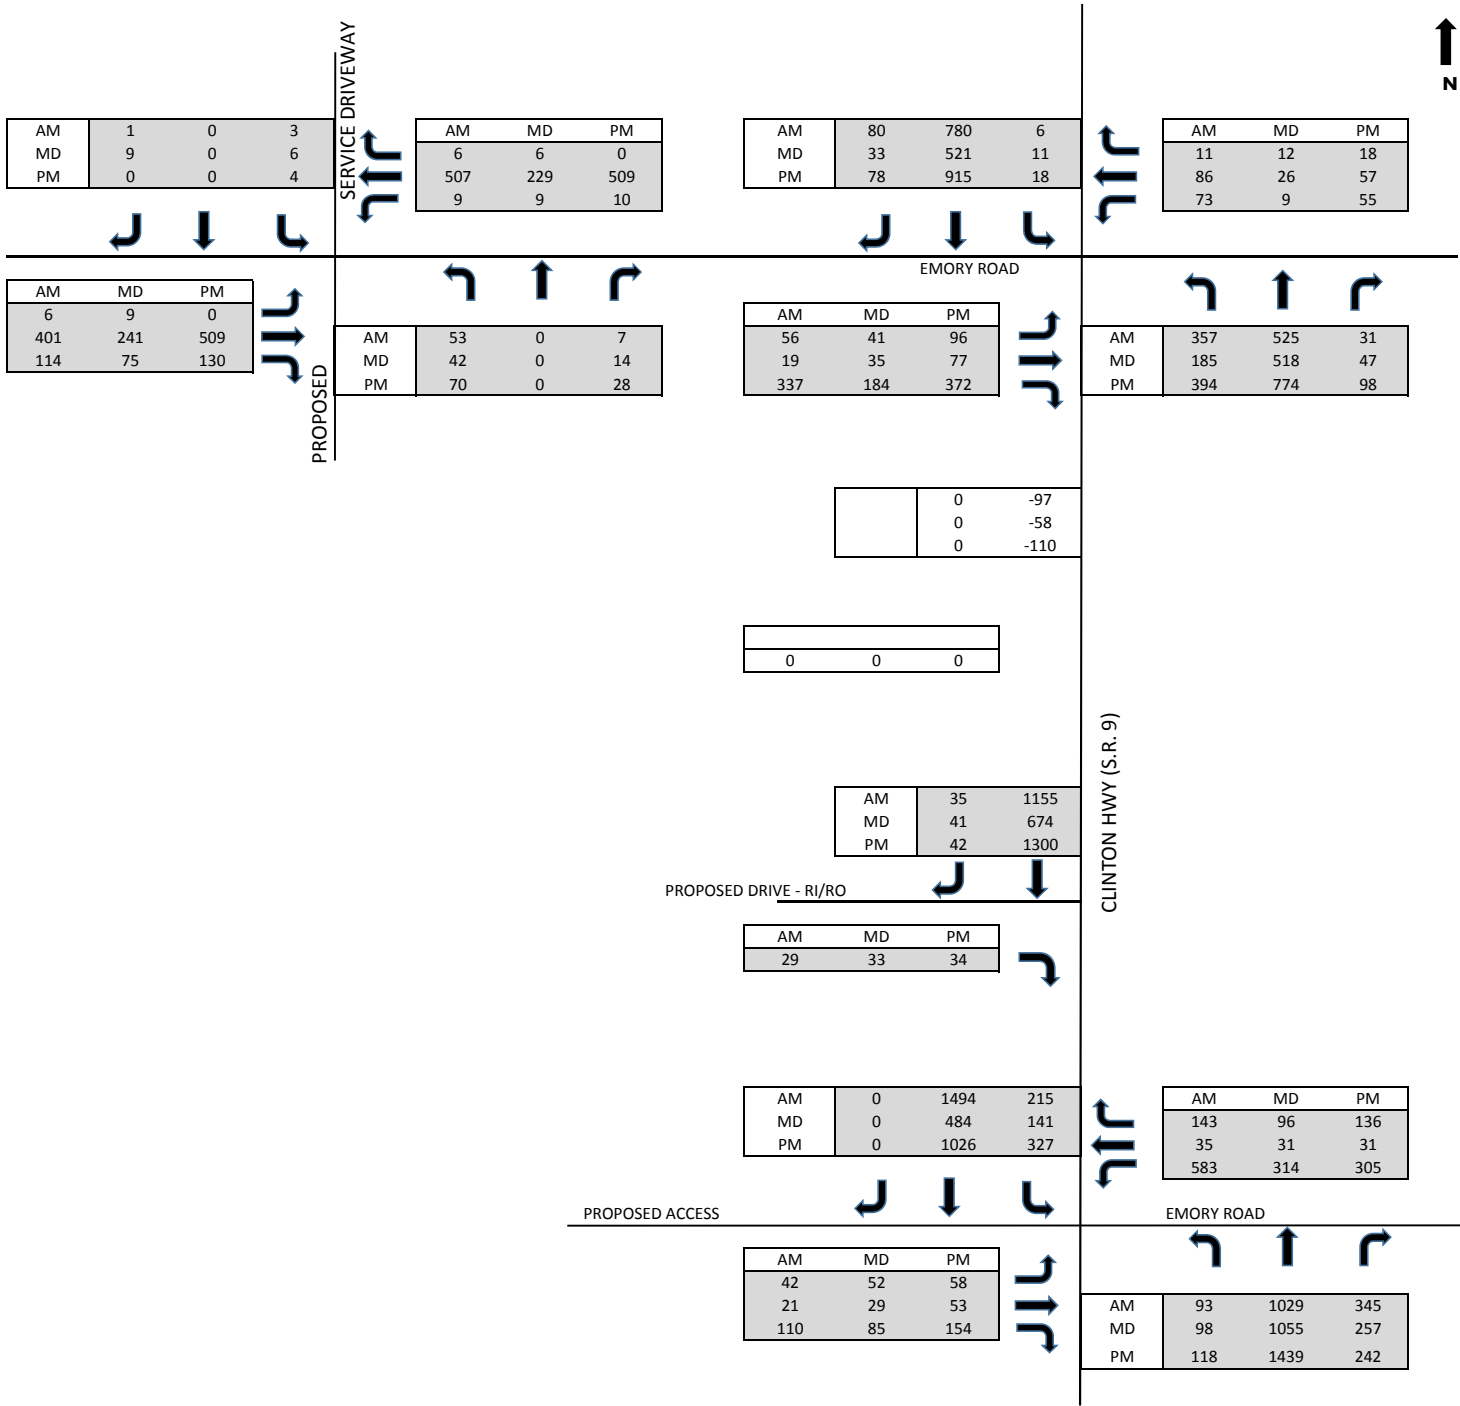 N
SERVICE DRIVEWAY
AM 1 0 3
MD 9 0 6
PM 0 0 4
AM MD PM
6 6 0
507 229 509
9 9 10
AM 80 780 6
MD 33 521 11
PM 78 915 18
AM MD PM
11 12 18
86 26 57
73 9 55
EMORY ROAD
AM MD PM
6 9 0
401 241 509
114 75 130
PROPOSED
AM 53 0 7
MD 42 0 14
PM 70 0 28
AM MD PM
56 41 96
19 35 77
337 184 372
AM 357 525 31
MD 185 518 47
PM 394 774 98
0 -97
0 -58
0 -110
0 0 0
CLINTON HWY (S.R. 9)
AM 35 1155
MD 41 674
PM 42 1300
PROPOSED DRIVE - RI/RO
AM MD PM
29 33 34
AM 0 1494 215
MD 0 484 141
PM 0 1026 327
AM MD PM
143 96 136
35 31 31
583 314 305
PROPOSED ACCESS
EMORY ROAD
AM MD PM
42 52 58
21 29 53
110 85 154
AM 93 1029 345
MD 98 1055 257
PM 118 1439 242